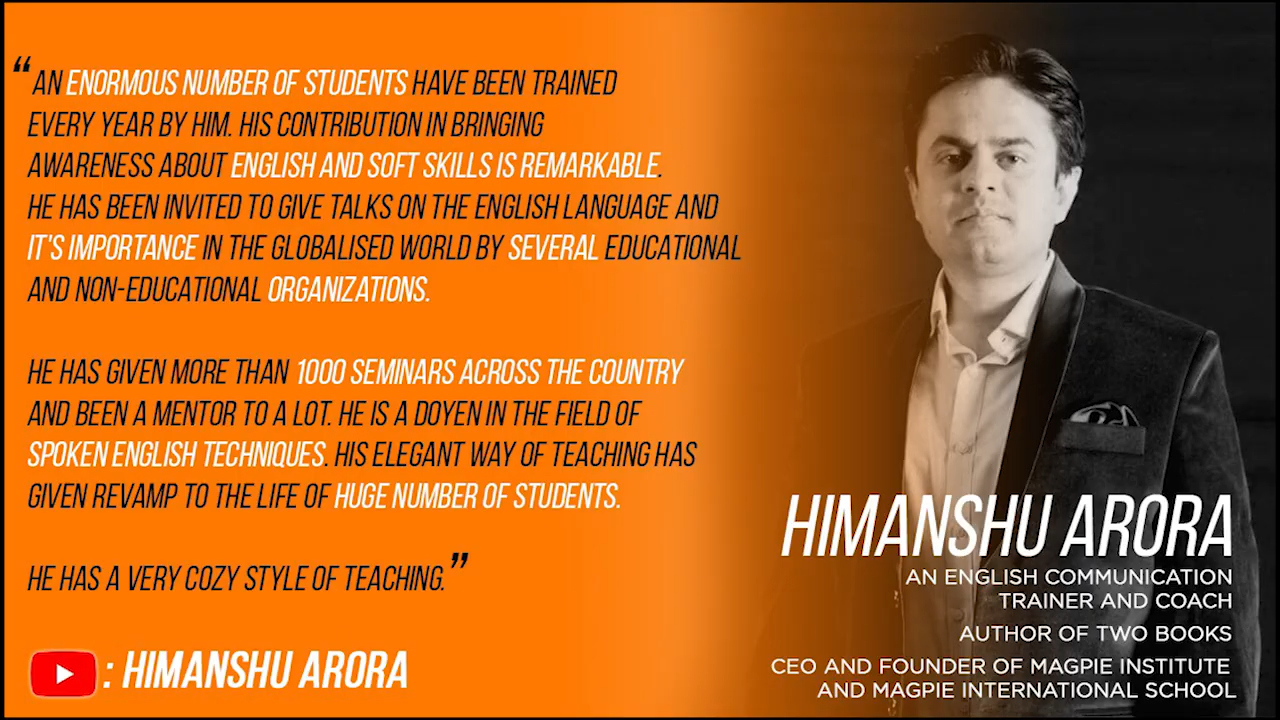 “AN ENORMOUS NUMBER OF STUDENTS HAVE BEEN TRAINED
EVERY YEAR BY HIM. HIS CONTRIBUTION IN BRINGING
AWARENESS ABOUT ENGLISH AND SOFT SKILLS IS REMARKABLE.
HE HAS BEEN INVITED TO GIVE TALKS ON THE ENGLISH LANGUAGE AND
IT'S IMPORTANCE IN THE GLOBALISED WORLD BY SEVERAL EDUCATIONAL
AND NON-EDUCATIONAL ORGANIZATIONS.
HE HAS GIVEN MORE THAN 1000 SEMINARS ACROSS THE COUNTRY
AND BEEN A MENTOR TO A LOT. HE IS A DOYEN IN THE FIELD OF
SPOKEN ENGLISH TECHNIQUES. HIS ELEGANT WAY OF TEACHING HAS
GIVEN REVAMP TO THE LIFE OF HUGE NUMBER OF STUDENTS.
HE HAS A VERY COZY STYLE OF TEACHING.”
: HIMANSHU ARORA
HIMANSHU ARORA
AN ENGLISH COMMUNICATION
TRAINER AND COACH
AUTHOR OF TWO BOOKS
CEO AND FOUNDER OF MAGPIE INSTITUTE
AND MAGPIE INTERNATIONAL SCHOOL